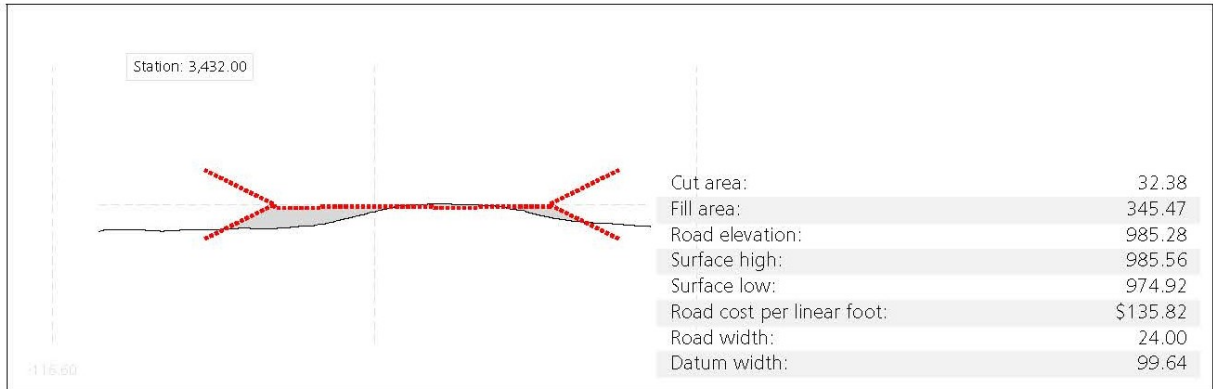 Station: 3,432.00
Cut area: 32.38
Fill area: 345.47
Road elevation: 985.28
Surface high: 985.56
Surface low: 974.92
Road cost per linear foot: $135.82
Road width: 24.00
Datum width: 99.64
-116.60